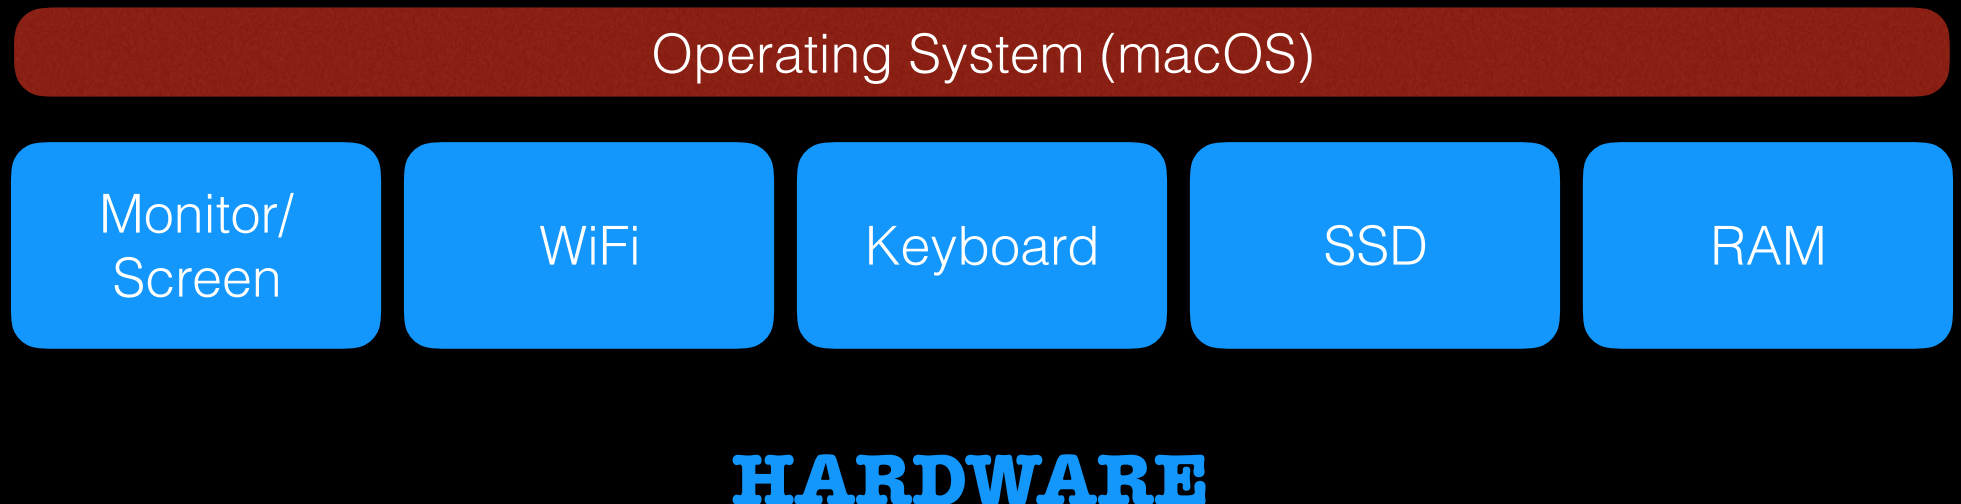 Operating System (macOS)
Monitor/
Screen
WiFi
Keyboard
SSD
RAM
HARDWARE